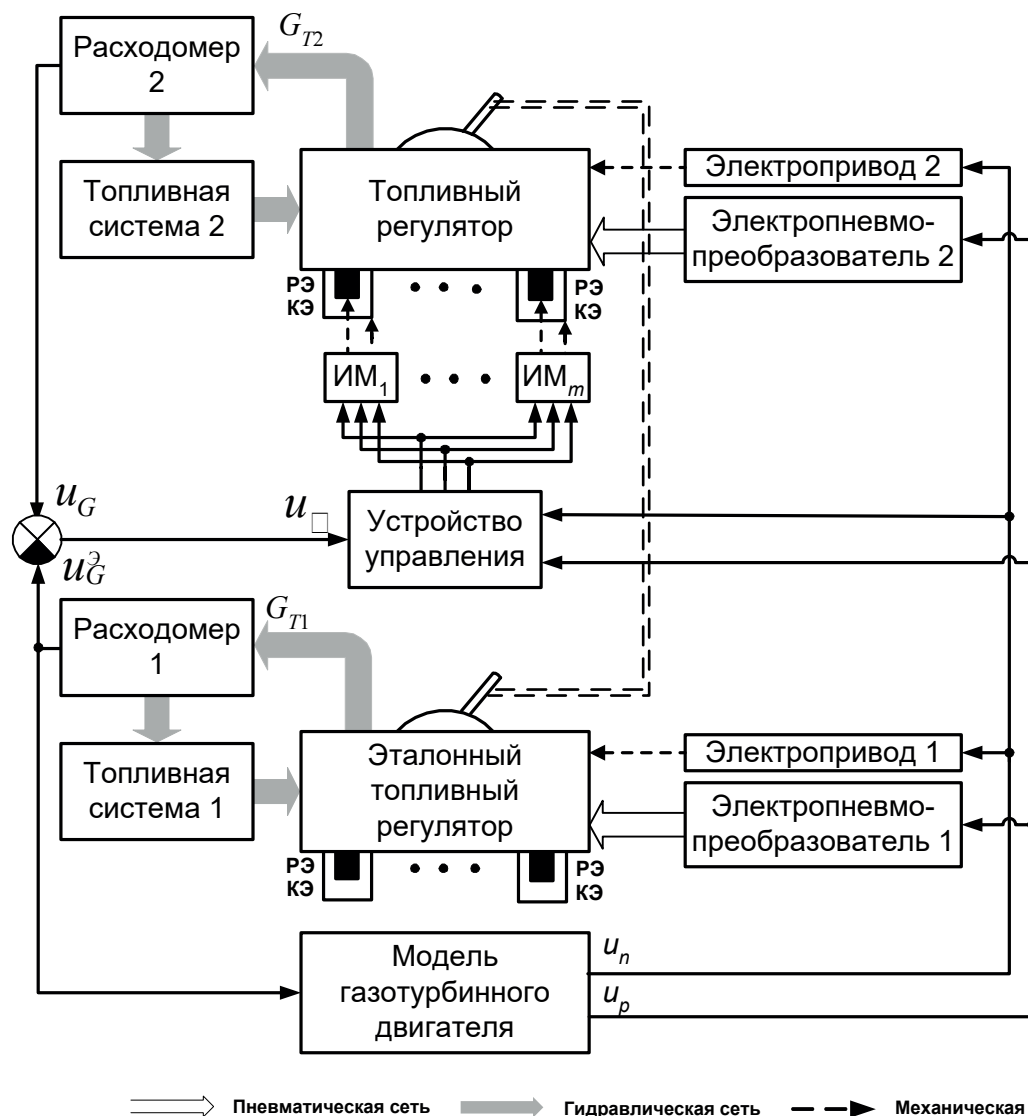 G_T2
Расходомер
2
Топливная
система 2
Топливный
регулятор
Электропривод 2
Электропневмо-
преобразователь 2
РЭ
КЭ
РЭ
КЭ
ИМ₁
ИМₘ
u_G
u_□
Устройство
управления
u_G^Э
Расходомер
1
G_T1
Топливная
система 1
Эталонный
топливный
регулятор
Электропривод 1
Электропневмо-
преобразователь 1
РЭ
КЭ
РЭ
КЭ
Модель
газотурбинного
двигателя
u_n
u_p
Пневматическая сеть
Гидравлическая сеть
Механическая